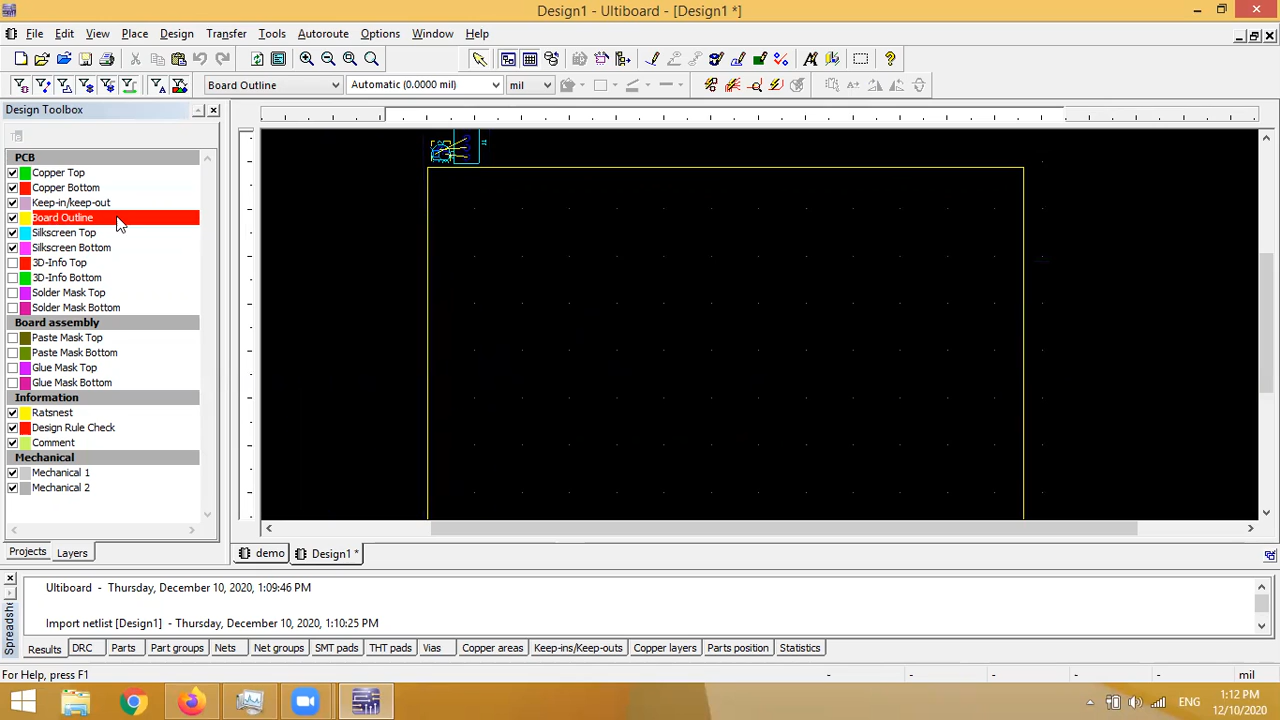 Design1 - Ultiboard - [Design1 *]
File Edit View Place Design Transfer Tools Autoroute Options Window Help
Board Outline Automatic (0.0000 mil) mil
Design Toolbox
PCB
Copper Top
Copper Bottom
Keep-in/keep-out
Board Outline
Silkscreen Top
Silkscreen Bottom
3D-Info Top
3D-Info Bottom
Solder Mask Top
Solder Mask Bottom
Board assembly
Paste Mask Top
Paste Mask Bottom
Glue Mask Top
Glue Mask Bottom
Information
Ratsnest
Design Rule Check
Comment
Mechanical
Mechanical 1
Mechanical 2
Projects Layers
demo Design1 *
Ultiboard - Thursday, December 10, 2020, 1:09:46 PM
Import netlist [Design1] - Thursday, December 10, 2020, 1:10:25 PM
Results DRC Parts Part groups Nets Net groups SMT pads THT pads Vias Copper areas Keep-ins/Keep-outs Copper layers Parts position Statistics
For Help, press F1 - - - mil
ENG
1:12 PM
12/10/2020